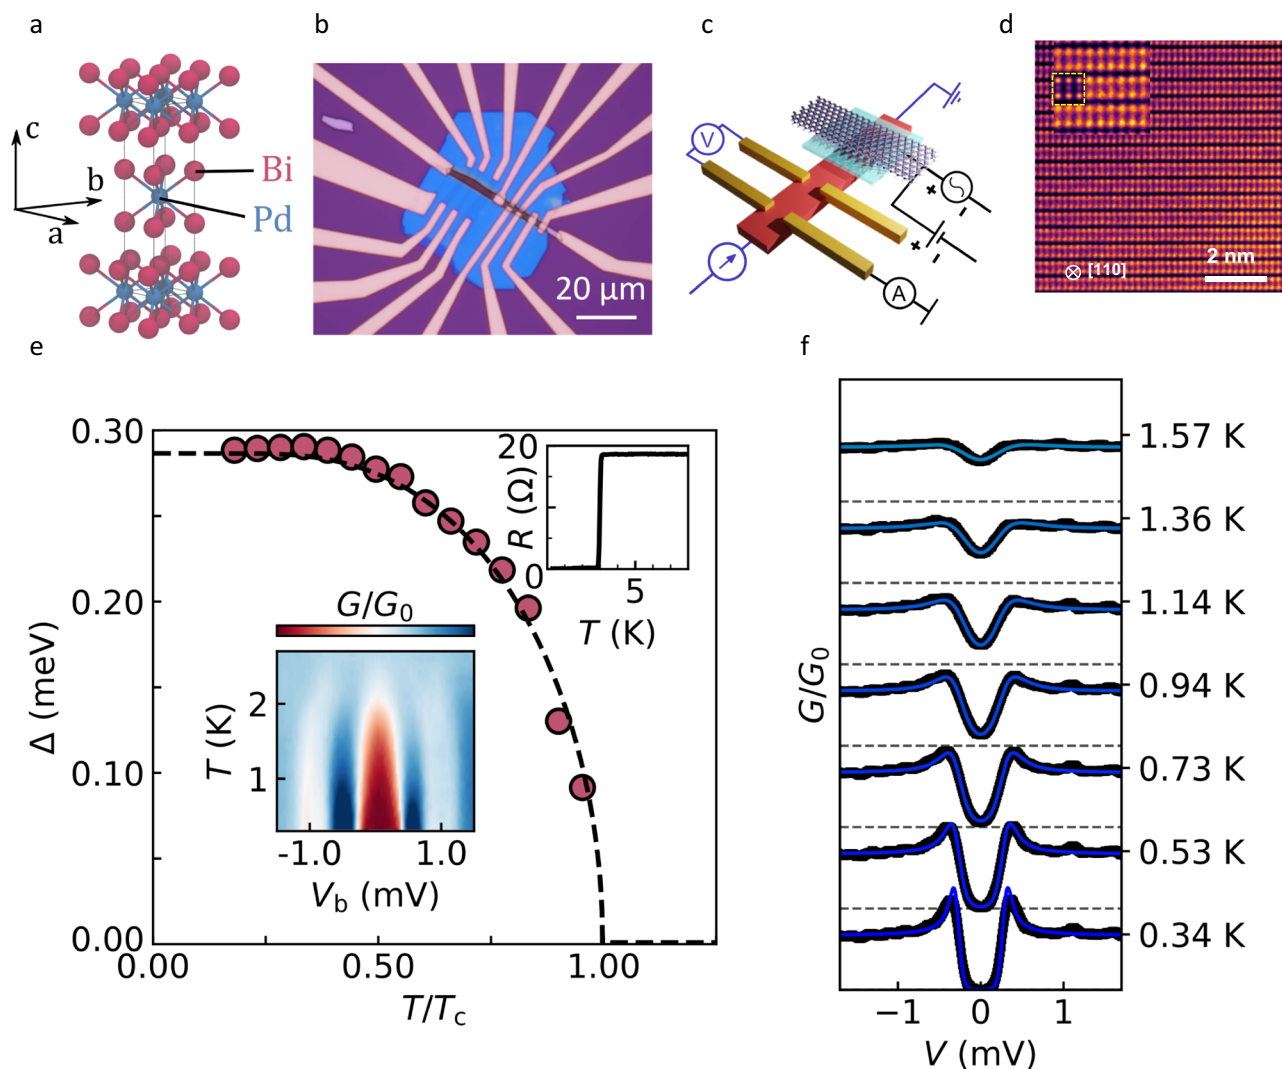 a
b
c
d
c
b
a
Bi
Pd
20 μm
V
A
+
-
+
-
2 nm
⊗ [110]
e
f
0.30
0.20
0.10
0.00
Δ (meV)
0.00
0.50
1.00
T/Tc
20
0
R (Ω)
5
T (K)
G/G0
2
1
T (K)
-1.0
1.0
Vb (mV)
G/G0
1.57 K
1.36 K
1.14 K
0.94 K
0.73 K
0.53 K
0.34 K
−1
0
1
V (mV)